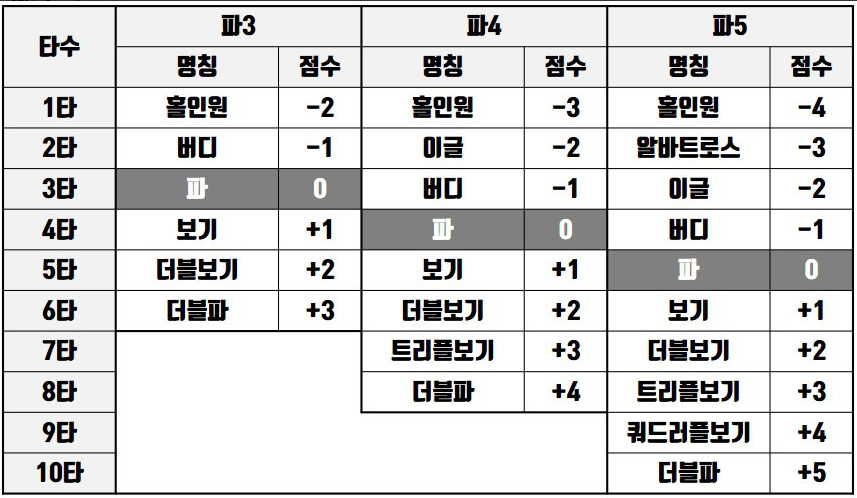 타수 파3 파4 파5
명칭 점수 명칭 점수 명칭 점수
1타 홀인원 -2 홀인원 -3 홀인원 -4
2타 버디 -1 이글 -2 알바트로스 -3
3타 파 0 버디 -1 이글 -2
4타 보기 +1 파 0 버디 -1
5타 더블보기 +2 보기 +1 파 0
6타 더블파 +3 더블보기 +2 보기 +1
7타 트리플보기 +3 더블보기 +2
8타 더블파 +4 트리플보기 +3
9타 쿼드러플보기 +4
10타 더블파 +5